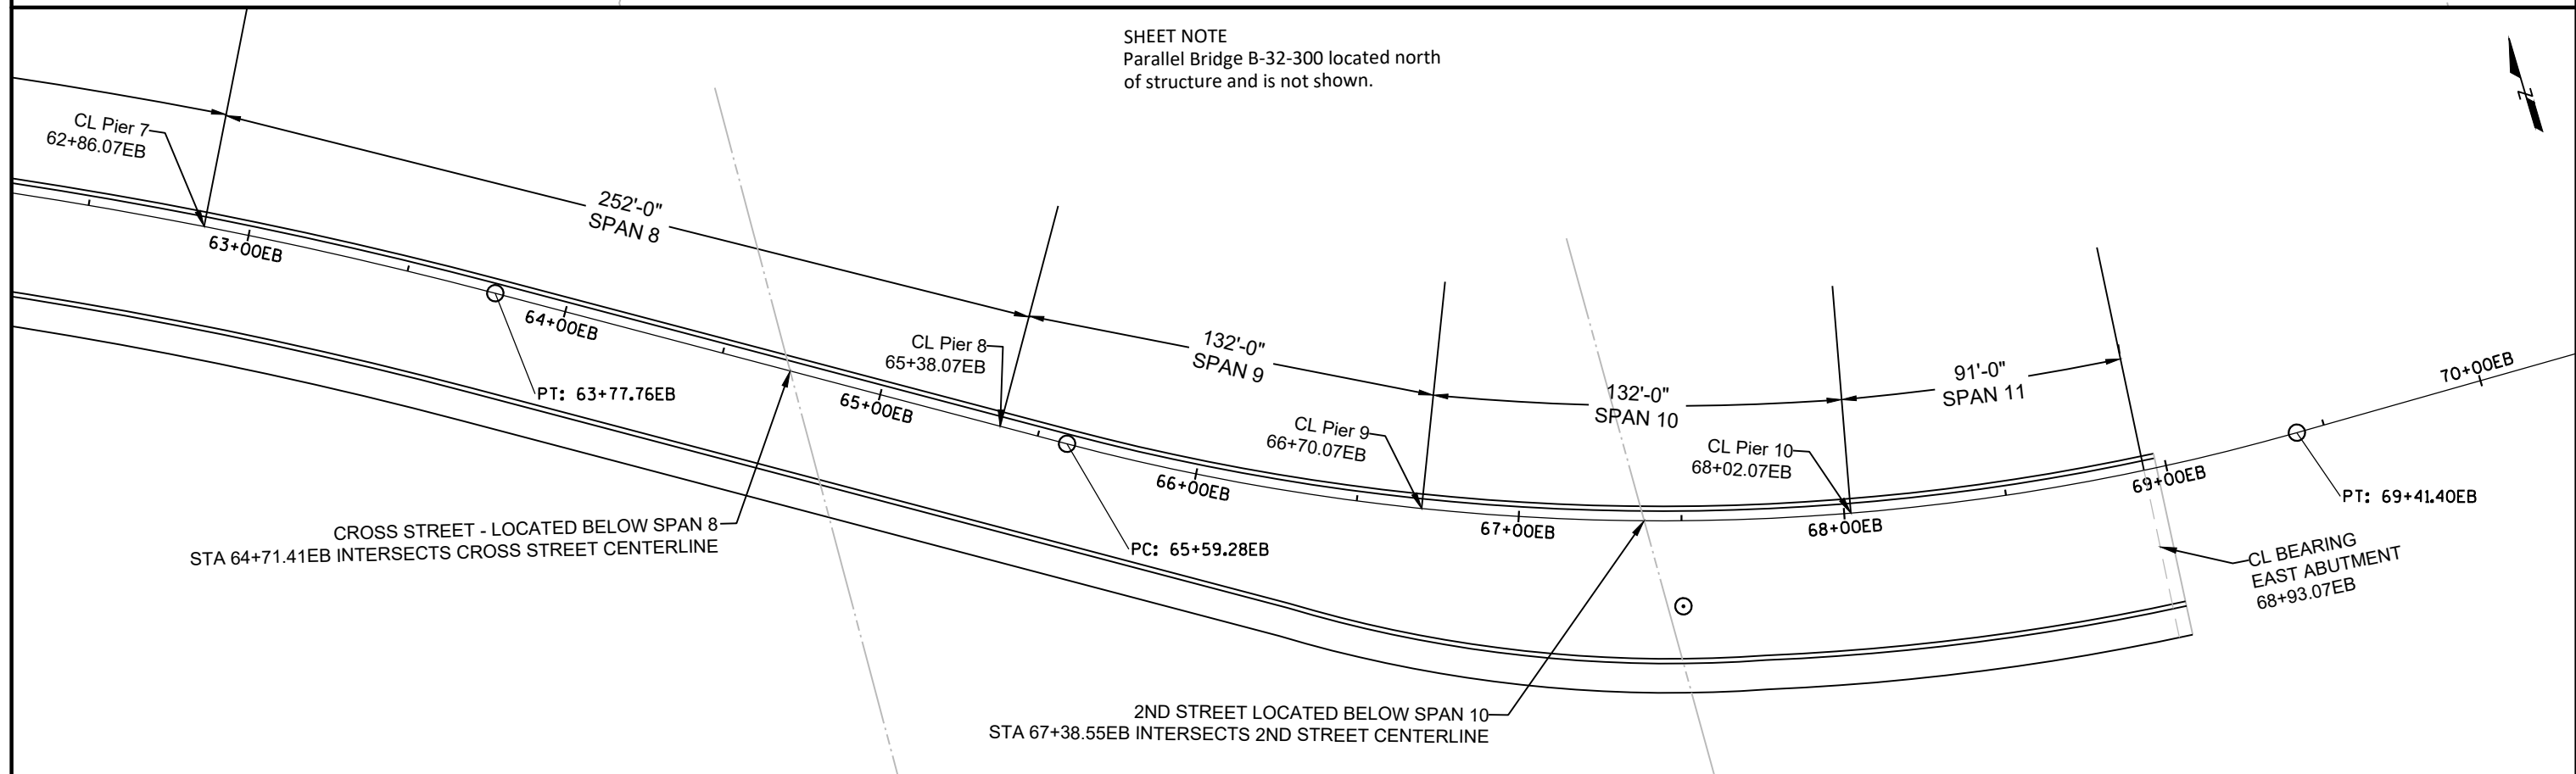 SHEET NOTE
Parallel Bridge B-32-300 located north
of structure and is not shown.
N
CL Pier 7
62+86.07EB
63+00EB
252'-0"
SPAN 8
64+00EB
PT: 63+77.76EB
CL Pier 8
65+38.07EB
65+00EB
132'-0"
SPAN 9
CL Pier 9
66+70.07EB
66+00EB
PC: 65+59.28EB
132'-0"
SPAN 10
CL Pier 10
68+02.07EB
67+00EB
68+00EB
91'-0"
SPAN 11
70+00EB
69+00EB
PT: 69+41.40EB
CL BEARING
EAST ABUTMENT
68+93.07EB
CROSS STREET - LOCATED BELOW SPAN 8
STA 64+71.41EB INTERSECTS CROSS STREET CENTERLINE
2ND STREET LOCATED BELOW SPAN 10
STA 67+38.55EB INTERSECTS 2ND STREET CENTERLINE